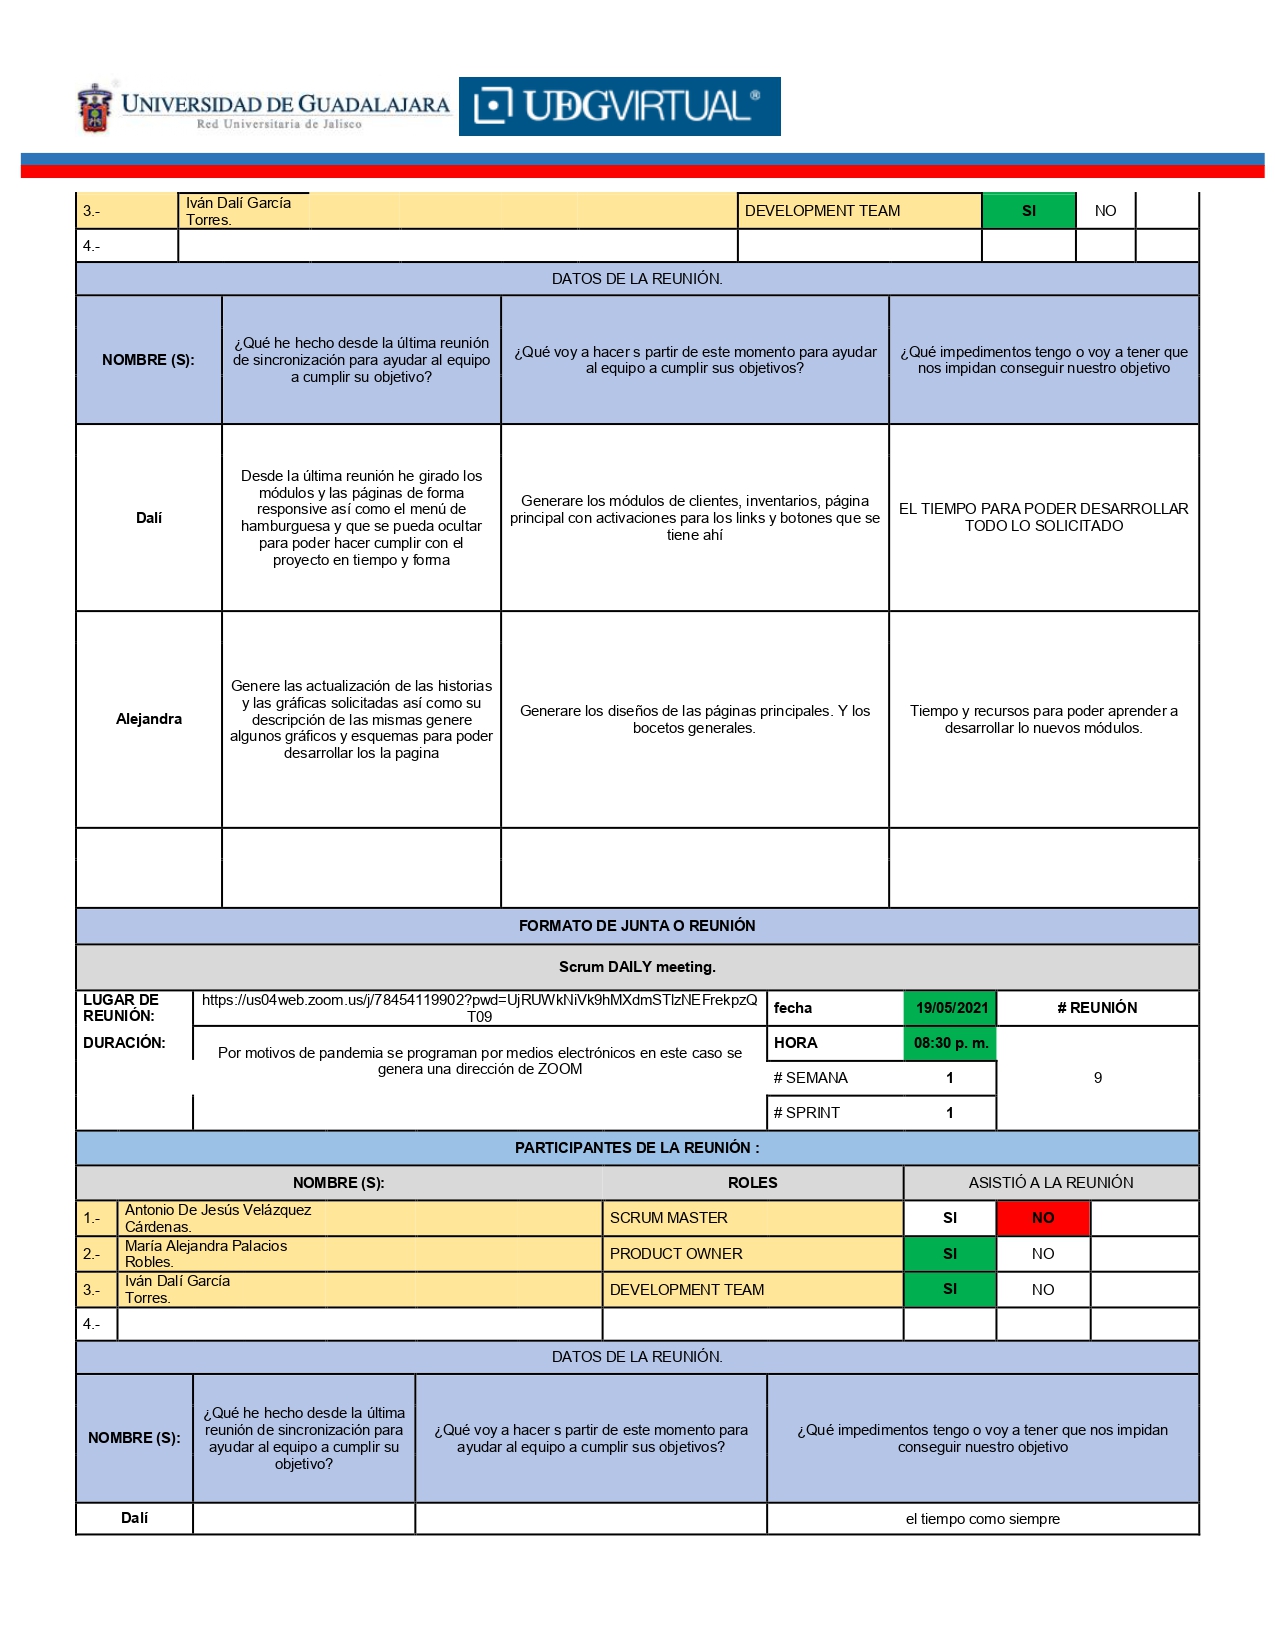 UNIVERSIDAD DE GUADALAJARA
Red Universitaria de Jalisco
UDGVIRTUAL®
3.-
Iván Dalí García
Torres.
DEVELOPMENT TEAM
SI
NO
4.-
DATOS DE LA REUNIÓN.
NOMBRE (S):
¿Qué he hecho desde la última reunión
de sincronización para ayudar al equipo
a cumplir su objetivo?
¿Qué voy a hacer s partir de este momento para ayudar
al equipo a cumplir sus objetivos?
¿Qué impedimentos tengo o voy a tener que
nos impidan conseguir nuestro objetivo
Dalí
Desde la última reunión he girado los
módulos y las páginas de forma
responsive así como el menú de
hamburguesa y que se pueda ocultar
para poder hacer cumplir con el
proyecto en tiempo y forma
Generare los módulos de clientes, inventarios, página
principal con activaciones para los links y botones que se
tiene ahí
EL TIEMPO PARA PODER DESARROLLAR
TODO LO SOLICITADO
Alejandra
Genere las actualización de las historias
y las gráficas solicitadas así como su
descripción de las mismas genere
algunos gráficos y esquemas para poder
desarrollar los la pagina
Generare los diseños de las páginas principales. Y los
bocetos generales.
Tiempo y recursos para poder aprender a
desarrollar lo nuevos módulos.
FORMATO DE JUNTA O REUNIÓN
Scrum DAILY meeting.
LUGAR DE
REUNIÓN:
https://us04web.zoom.us/j/78454119902?pwd=UjRUWkNiVk9hMXdmSTlzNEFrekpzQ
T09
fecha
19/05/2021
# REUNIÓN
DURACIÓN:
Por motivos de pandemia se programan por medios electrónicos en este caso se
genera una dirección de ZOOM
HORA
08:30 p. m.
# SEMANA
1
9
# SPRINT
1
PARTICIPANTES DE LA REUNIÓN :
NOMBRE (S):
ROLES
ASISTIÓ A LA REUNIÓN
1.-
Antonio De Jesús Velázquez
Cárdenas.
SCRUM MASTER
SI
NO
2.-
María Alejandra Palacios
Robles.
PRODUCT OWNER
SI
NO
3.-
Iván Dalí García
Torres.
DEVELOPMENT TEAM
SI
NO
4.-
DATOS DE LA REUNIÓN.
NOMBRE (S):
¿Qué he hecho desde la última
reunión de sincronización para
ayudar al equipo a cumplir su
objetivo?
¿Qué voy a hacer s partir de este momento para
ayudar al equipo a cumplir sus objetivos?
¿Qué impedimentos tengo o voy a tener que nos impidan
conseguir nuestro objetivo
Dalí
el tiempo como siempre